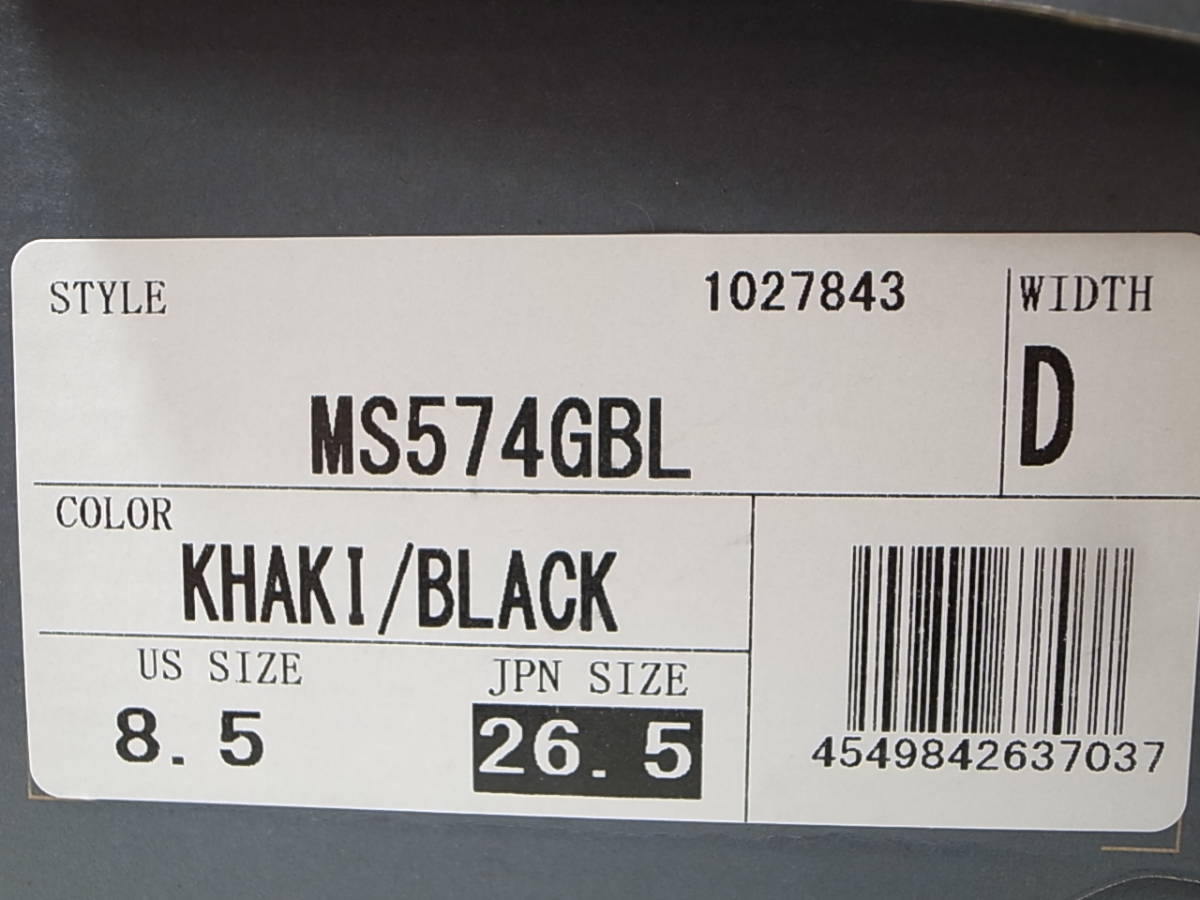 STYLE 1027843 WIDTH
MS574GBL D
COLOR
KHAKI/BLACK
US SIZE JPN SIZE
8.5 26.5
4549842637037